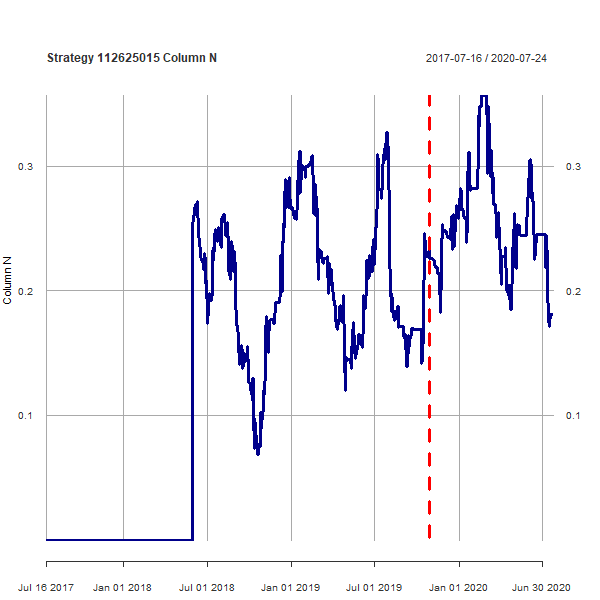 Strategy 112625015 Column N
2017-07-16 / 2020-07-24
Column N
0.3
0.3
0.2
0.2
0.1
0.1
Jul 16 2017
Jan 01 2018
Jul 01 2018
Jan 01 2019
Jul 01 2019
Jan 01 2020
Jun 30 2020